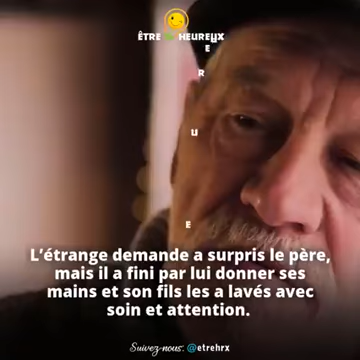 ÊTRE HEUREUX
E
R
U
E
L’étrange demande a surpris le père,
mais il a fini par lui donner ses
mains et son fils les a lavés avec
soin et attention.
Suivez-nous: @etrehrx